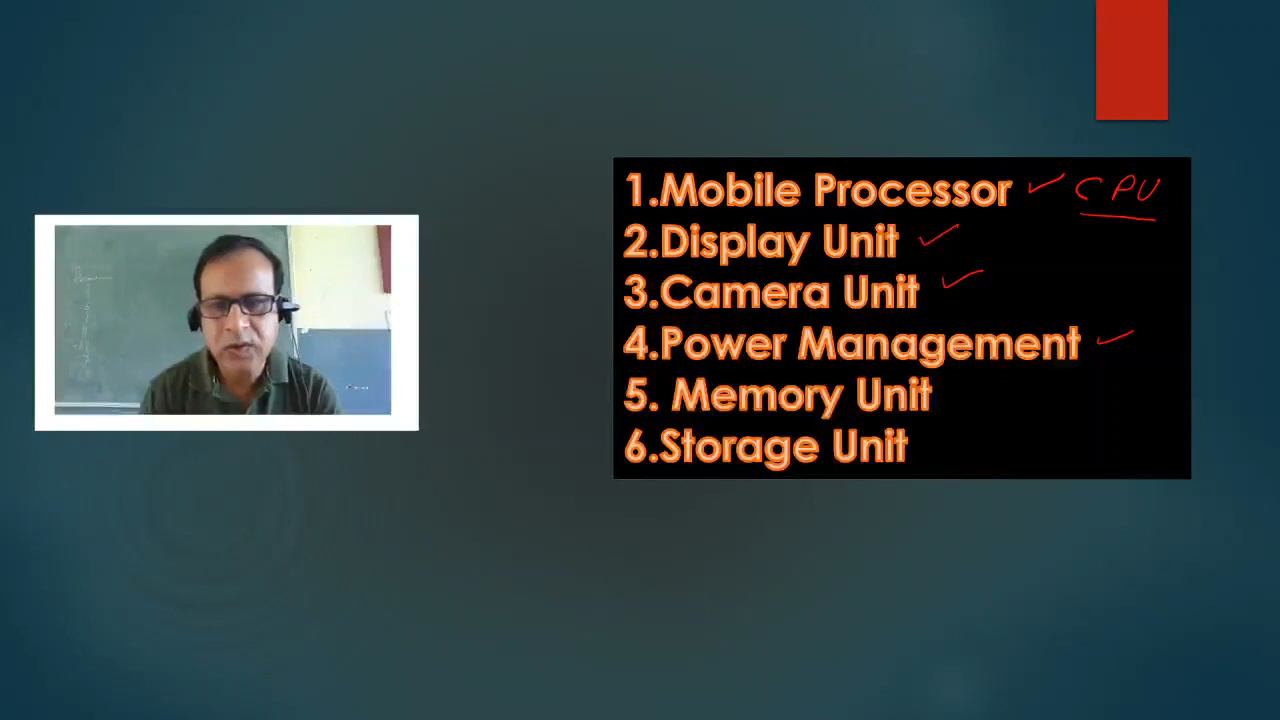 1.Mobile Processor CPU
2.Display Unit
3.Camera Unit
4.Power Management
5. Memory Unit
6.Storage Unit